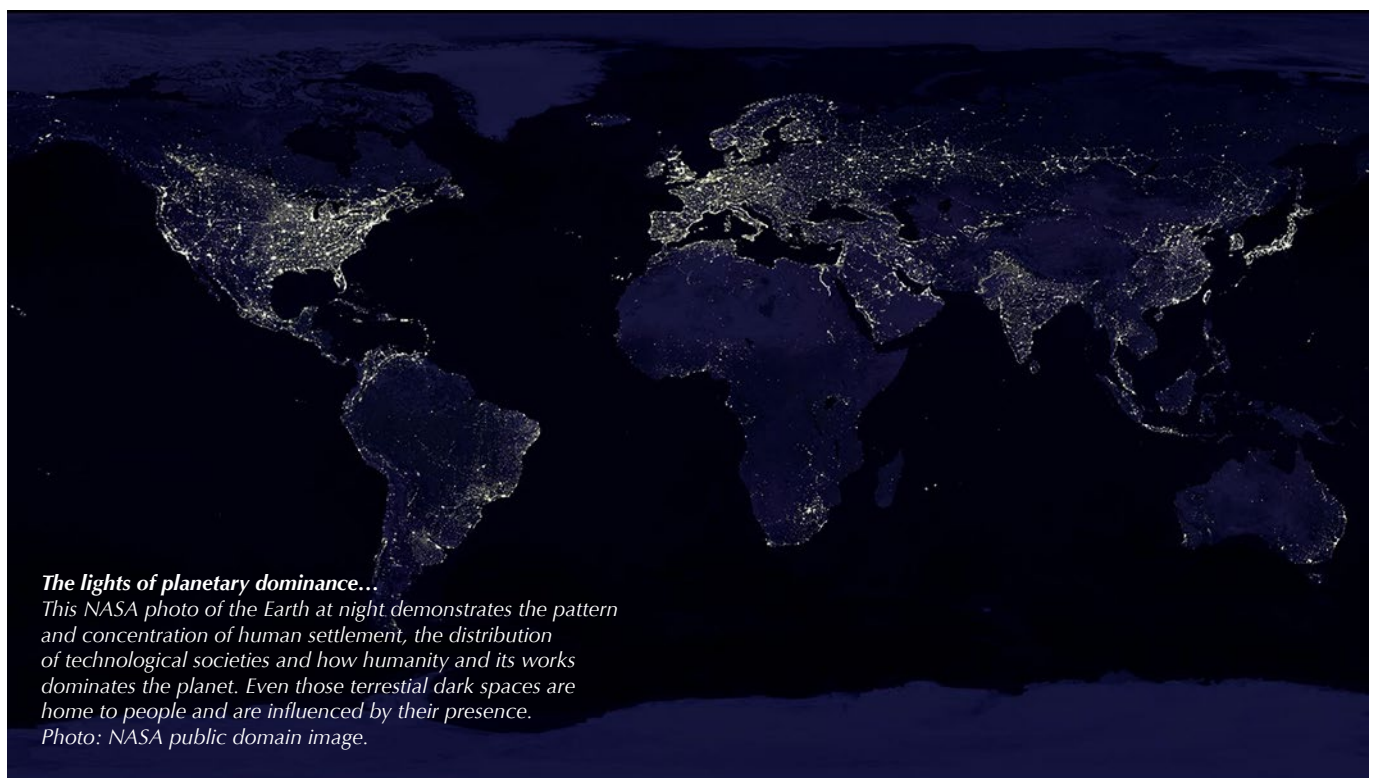 The lights of planetary dominance…
This NASA photo of the Earth at night demonstrates the pattern
and concentration of human settlement, the distribution
of technological societies and how humanity and its works
dominates the planet. Even those terrestial dark spaces are
home to people and are influenced by their presence.
Photo: NASA public domain image.